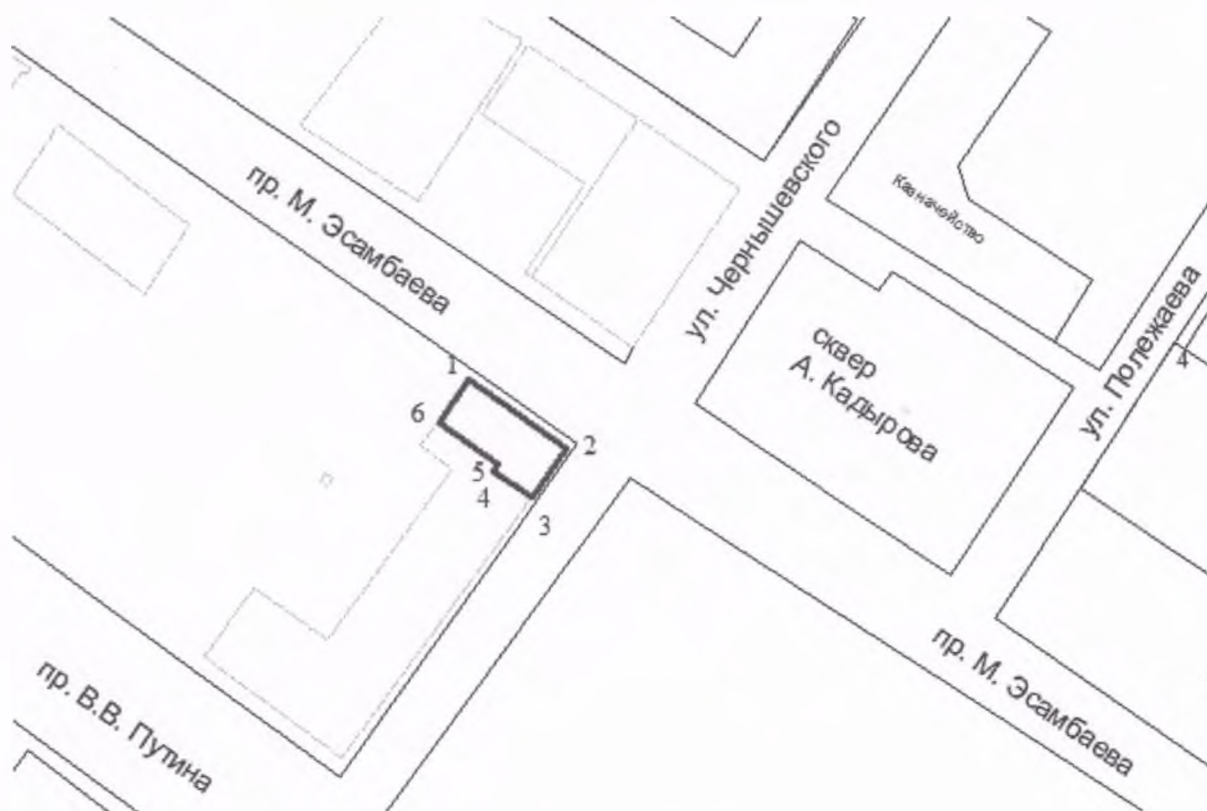 пр. М. Эсамбаева
ул. Чернышевского
Казначейство
сквер
А. Кадырова
ул. Полежаева
4
1
2
6
5
4
3
пр. М. Эсамбаева
пр. В.В. Путина